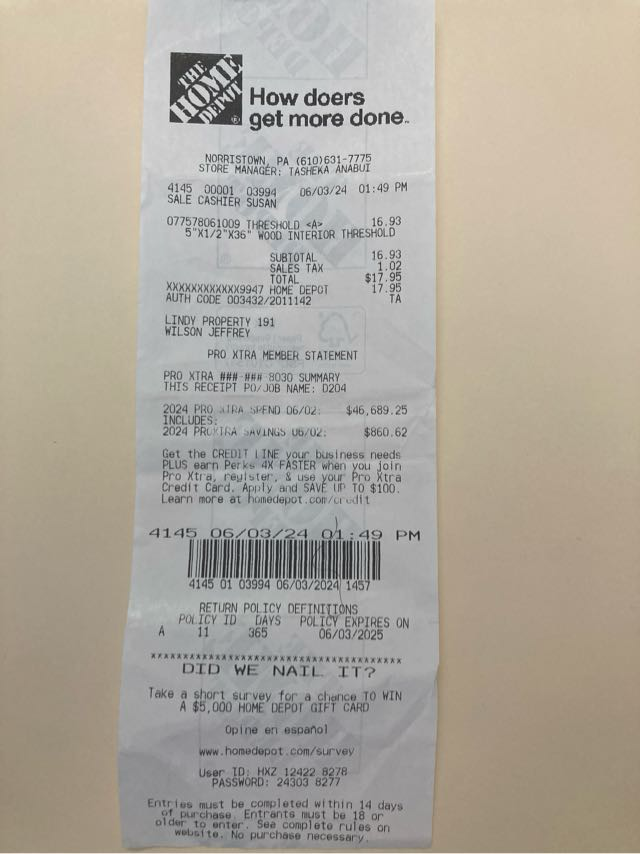 THE
HOME
DEPOT
®
How doers
get more done.™
NORRISTOWN, PA (610)631-7775
STORE MANAGER: TASHEKA ANABUI
4145 00001 03994 06/03/24 01:49 PM
SALE CASHIER SUSAN
077578061009 THRESHOLD <A> 16.93
5"X1/2"X36" WOOD INTERIOR THRESHOLD
SUBTOTAL 16.93
SALES TAX 1.02
TOTAL $17.95
XXXXXXXXXXXX9947 HOME DEPOT 17.95
AUTH CODE 003432/2011142 TA
LINDY PROPERTY 191
WILSON JEFFREY
PRO XTRA MEMBER STATEMENT
PRO XTRA ###-### 8030 SUMMARY
THIS RECEIPT PO/JOB NAME: D204
2024 PRO XTRA SPEND 06/02: $46,689.25
INCLUDES:
2024 PROXTRA SAVINGS 06/02: $860.62
Get the CREDIT LINE your business needs
PLUS earn Perks 4X FASTER when you join
Pro Xtra, register, & use your Pro Xtra
Credit Card. Apply and SAVE UP TO $100.
Learn more at homedepot.com/credit
4145 06/03/24 01:49 PM
4145 01 03994 06/03/2024 1457
RETURN POLICY DEFINITIONS
POLICY ID DAYS POLICY EXPIRES ON
A 11 365 06/03/2025
DID WE NAIL IT?
Take a short survey for a chance TO WIN
A $5,000 HOME DEPOT GIFT CARD
Opine en español
www.homedepot.com/survey
User ID: HXZ 12422 8278
PASSWORD: 24303 8277
Entries must be completed within 14 days
of purchase. Entrants must be 18 or
older to enter. See complete rules on
website. No purchase necessary.